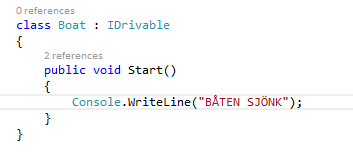 0 references
class Boat : IDrivable
{
2 references
public void Start()
{
Console.WriteLine("BÅTEN SJÖNK");
}
}